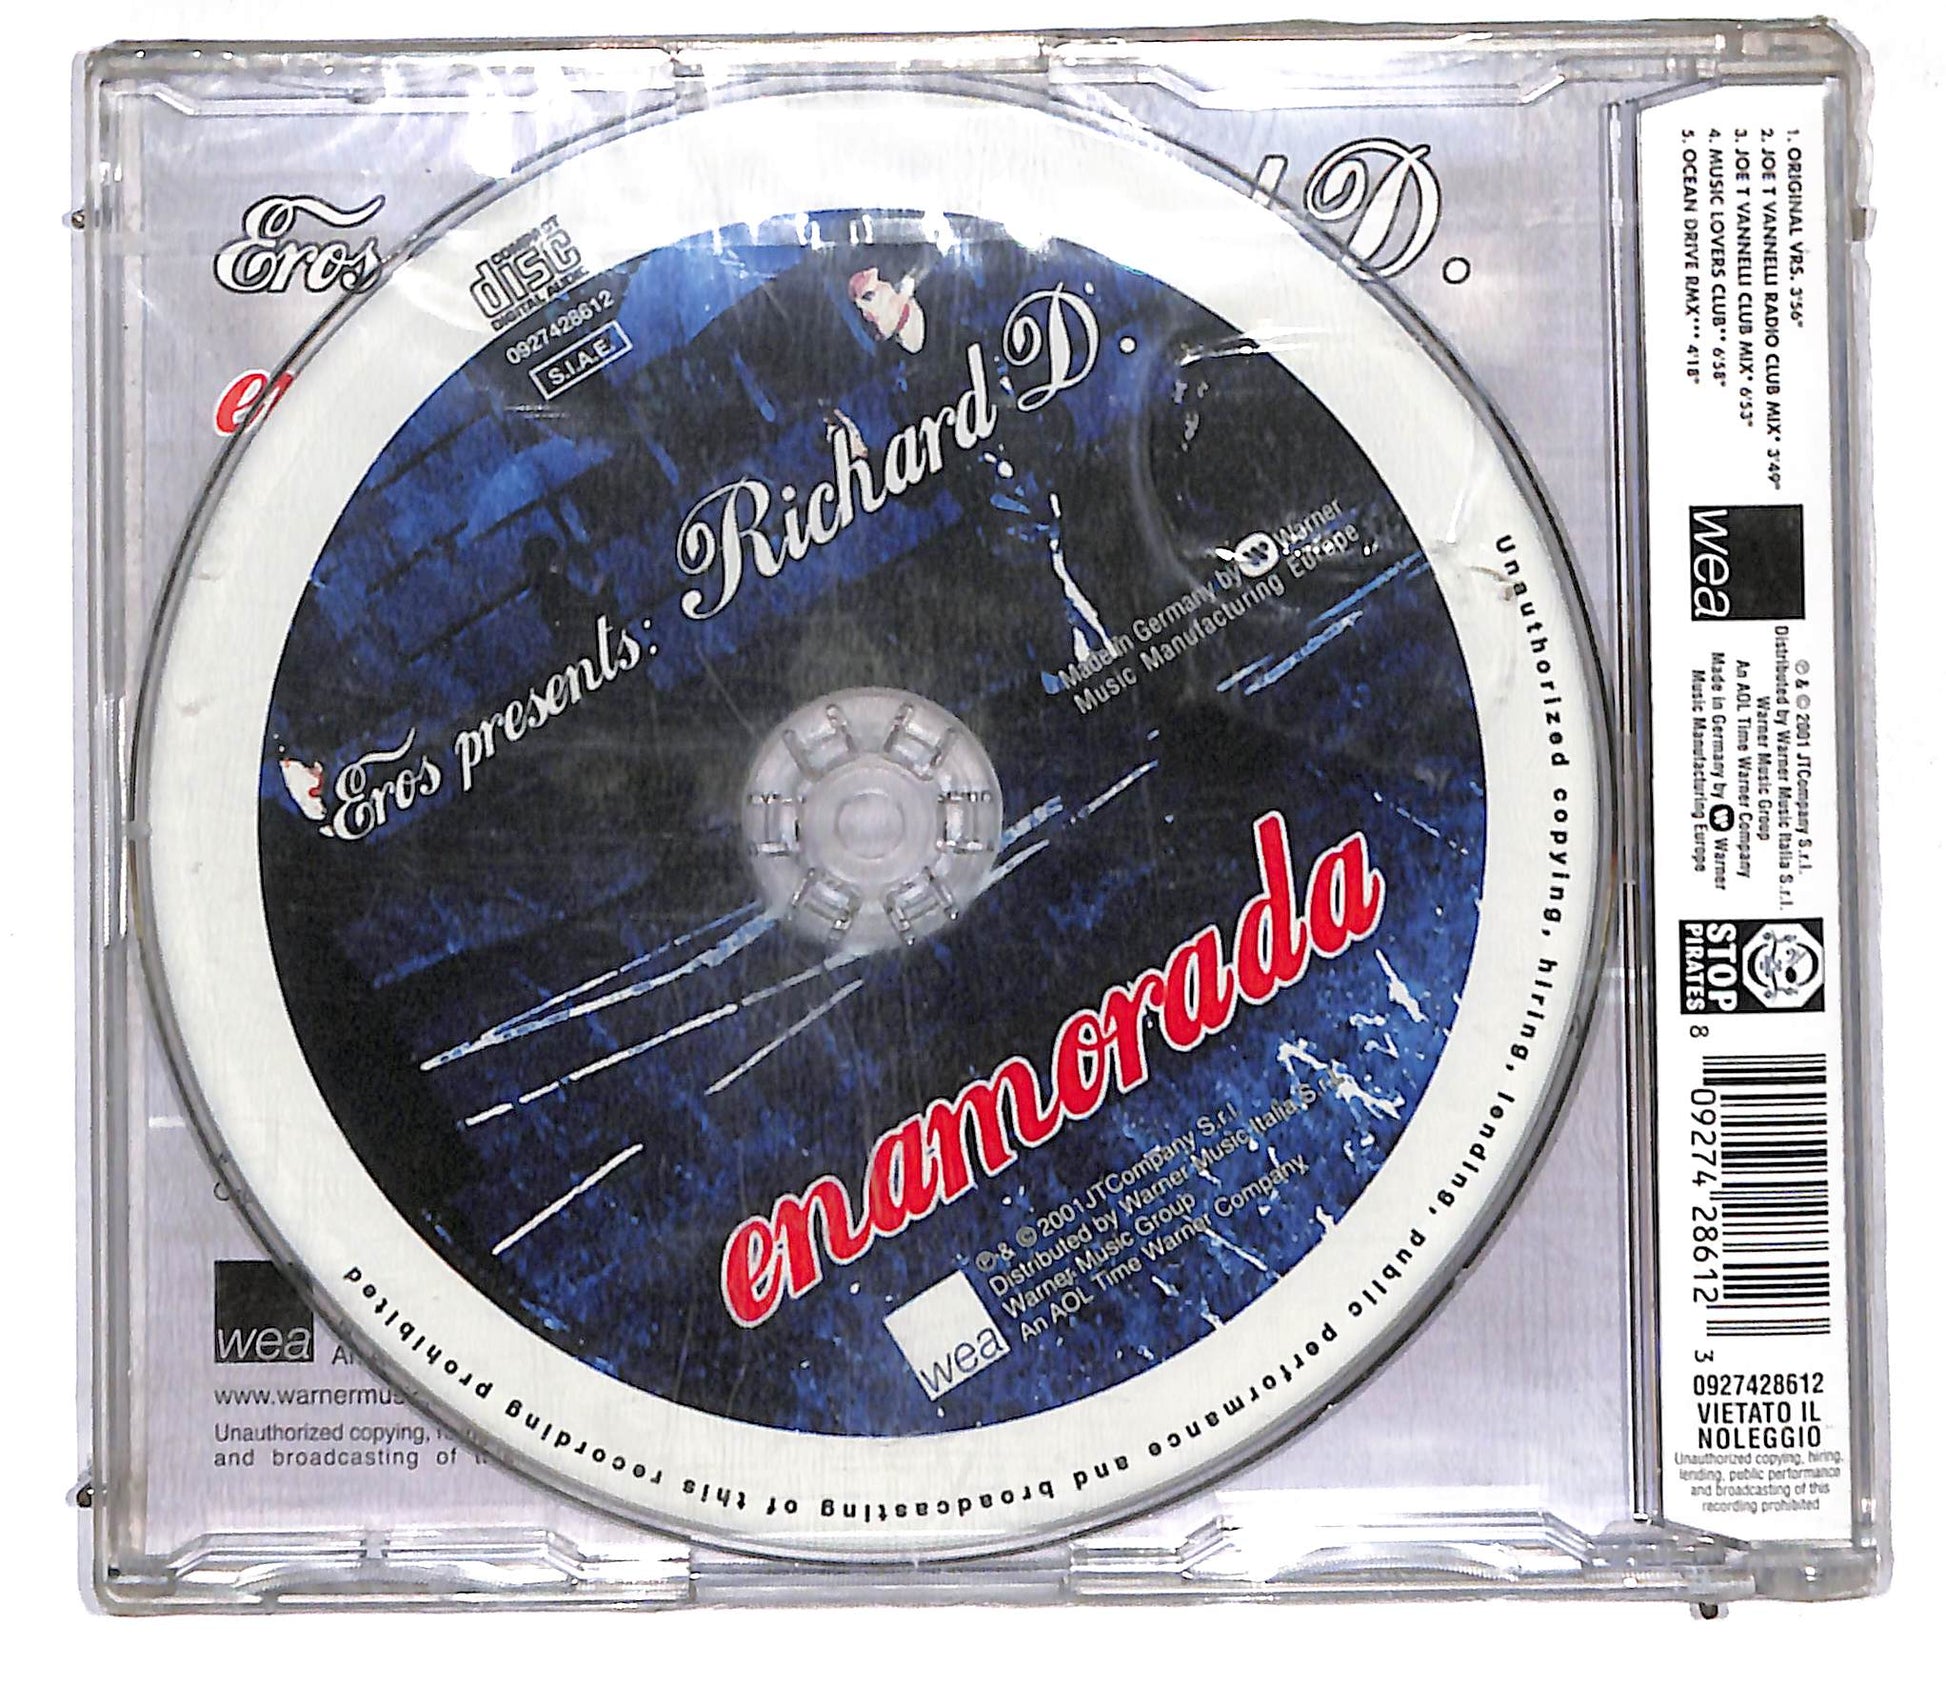 Eros
D.
COMPACT
disc
DIGITAL AUDIO
0927428612
S.I.A.E.
Eros presents: Richard D.
Made in Germany by Warner
Music Manufacturing Europe
enamorada
℗ & © 2001 JTCompany S.r.l.
Distributed by Warner Music Italia S.r.l.
Warner Music Group
An AOL Time Warner Company
wea
Unauthorized copying, hiring, lending, public performance and broadcasting of this recording prohibited
wea
www.warnermus
Unauthorized copying,
and broadcasting of
1. ORIGINAL VRS. 3'56"
2. JOE T VANNELLI RADIO CLUB MIX* 3'49"
3. JOE T VANNELLI CLUB MIX* 6'53"
4. MUSIC LOVERS CLUB** 6'58"
5. OCEAN DRIVE RMX*** 4'18"
wea
℗ & © 2001 JTCompany S.r.l.
Distributed by Warner Music Italia S.r.l.
Warner Music Group
An AOL Time Warner Company
Made in Germany by Warner
Music Manufacturing Europe
STOP
PIRATES
8 09274 28612 3
0927428612
VIETATO IL
NOLEGGIO
Unauthorized copying, hiring,
lending, public performance
and broadcasting of this
recording prohibited